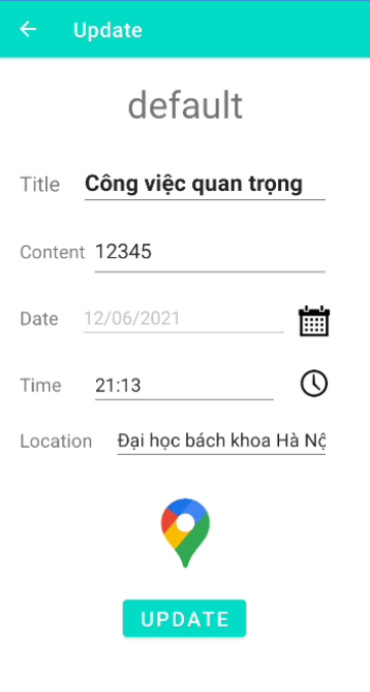 Update
default
Title Công việc quan trọng
Content 12345
Date 12/06/2021
Time 21:13
Location Đại học bách khoa Hà Nộ
UPDATE